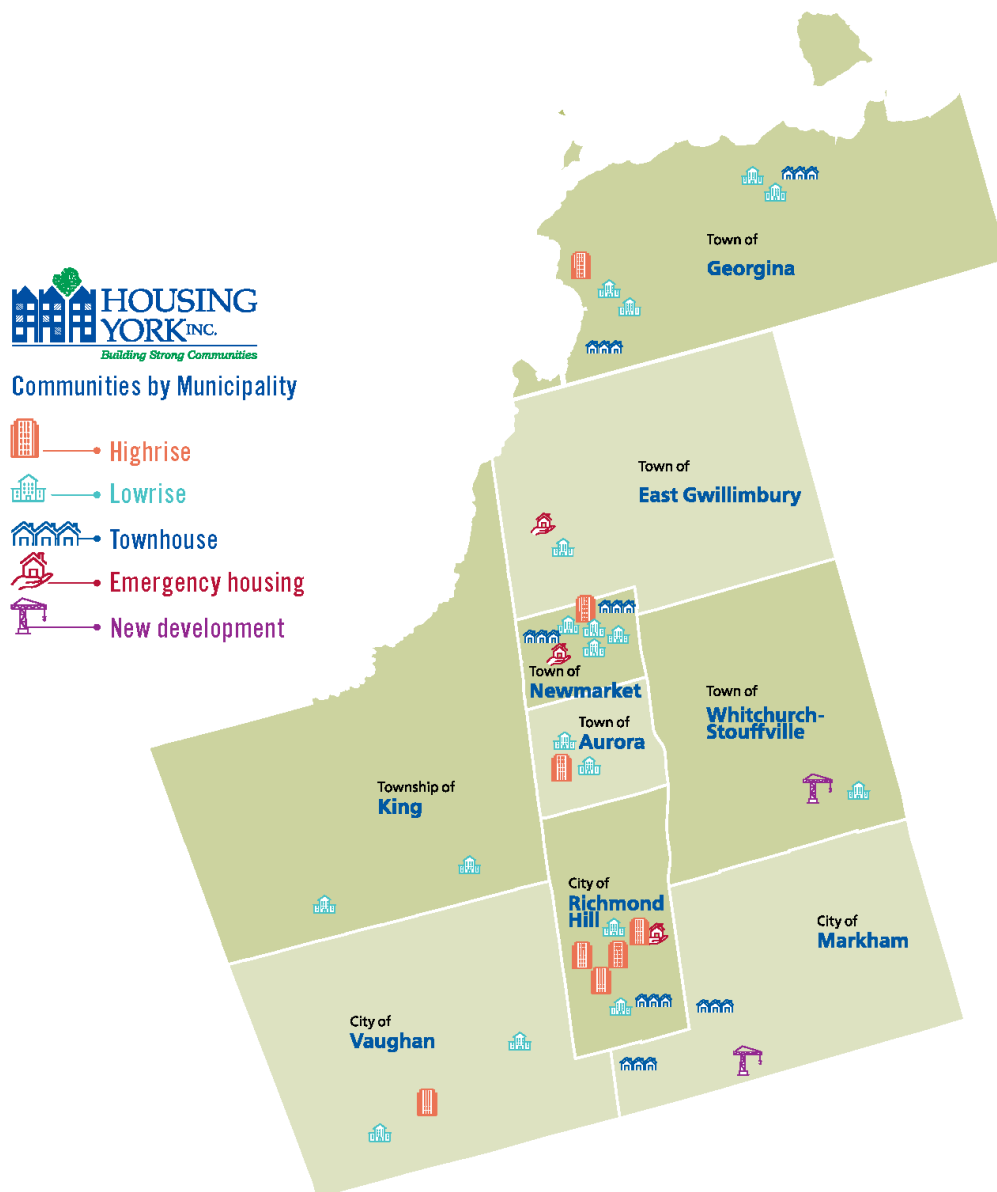 HOUSING
YORK INC.
Building Strong Communities
Communities by Municipality
Highrise
Lowrise
Townhouse
Emergency housing
New development
Town of
Georgina
Town of
East Gwillimbury
Town of
Newmarket
Town of
Whitchurch-
Stouffville
Town of
Aurora
Township of
King
City of
Richmond
Hill
City of
Markham
City of
Vaughan